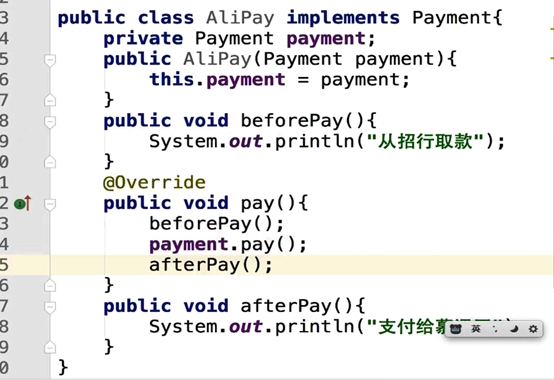 3 public class AliPay implements Payment{
4 private Payment payment;
5 public AliPay(Payment payment){
6 this.payment = payment;
7 }
8 public void beforePay(){
9 System.out.println("从招行取款");
0 }
1 @Override
2 public void pay(){
3 beforePay();
4 payment.pay();
5 afterPay();
6 }
7 public void afterPay(){
8 System.out.println("支付给
9 }
0 }
英